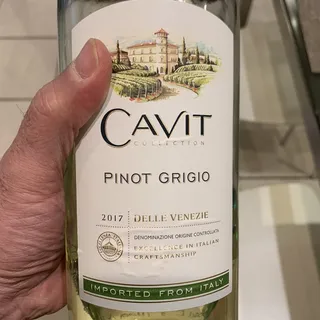 CAVIT
COLLECTION
PINOT GRIGIO
2017 DELLE VENEZIE
DENOMINAZIONE ORIGINE CONTROLLATA
EXCELLENCE IN ITALIAN
CRAFTSMANSHIP
IMPORTED FROM ITALY